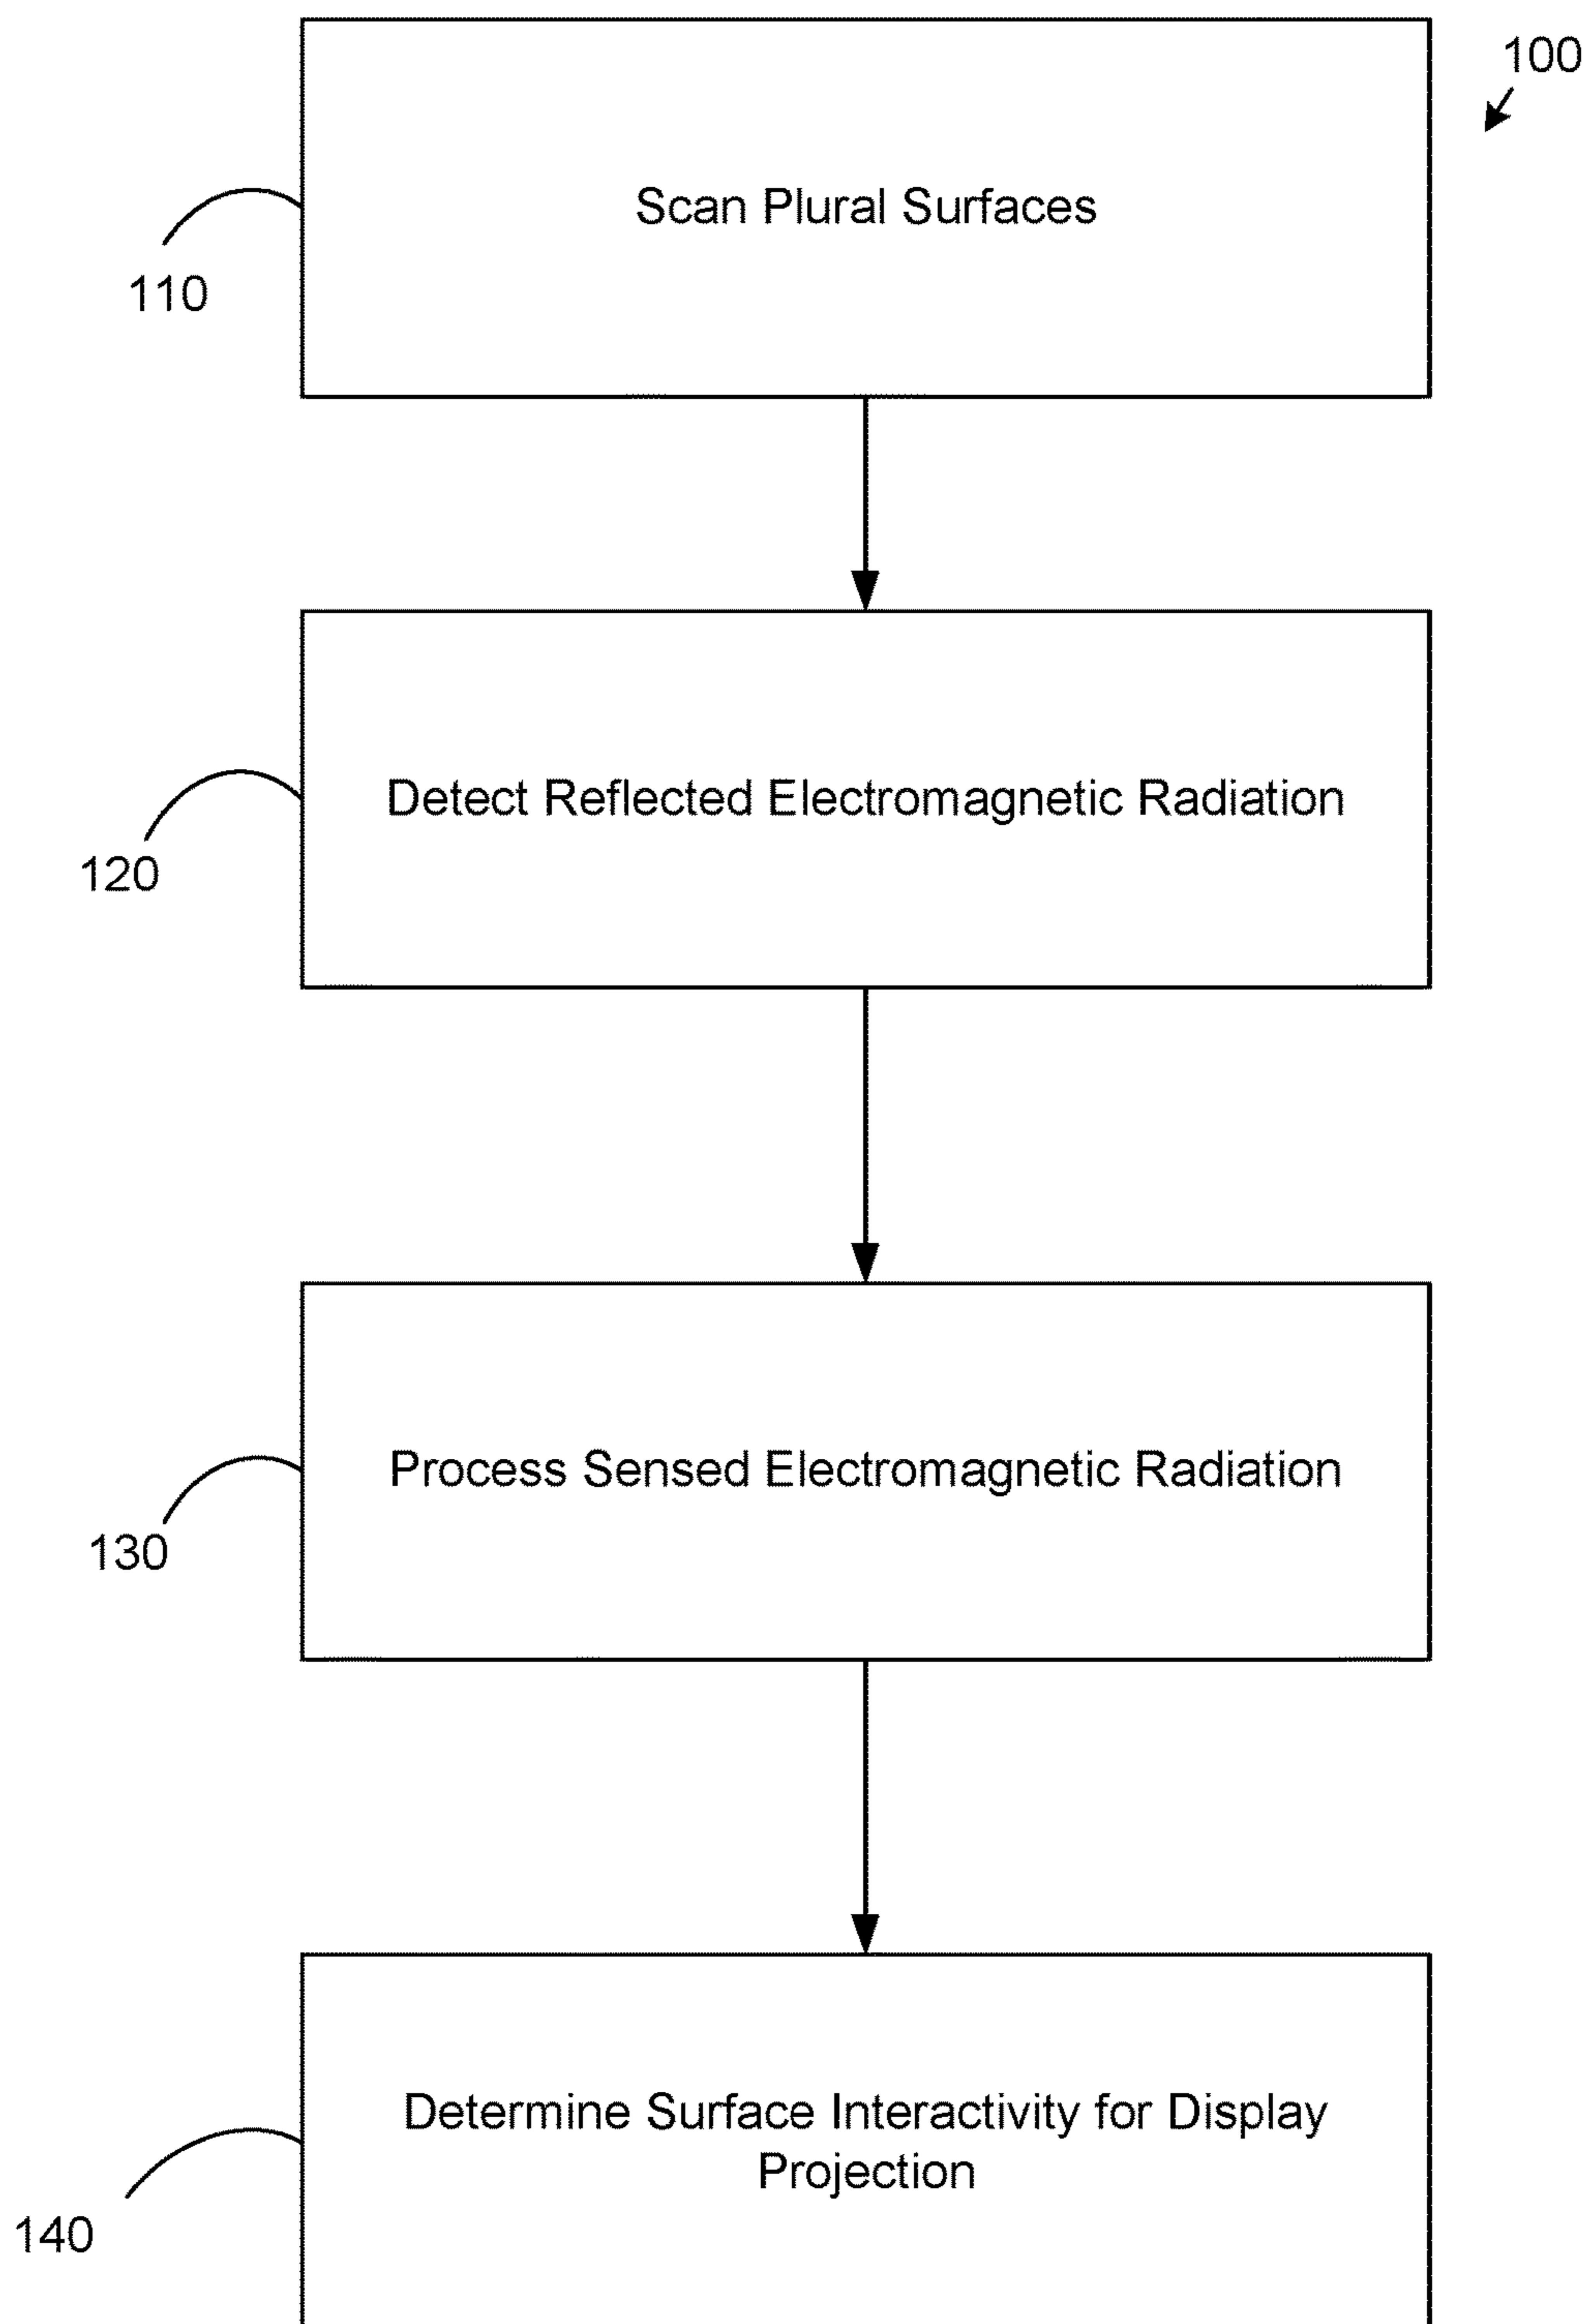 100
Scan Plural Surfaces
110
Detect Reflected Electromagnetic Radiation
120
Process Sensed Electromagnetic Radiation
130
Determine Surface Interactivity for Display
Projection
140